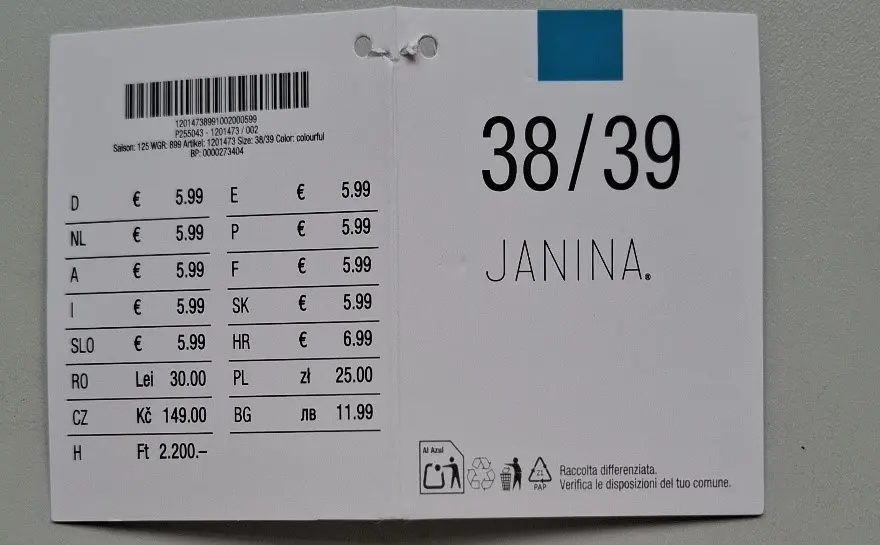 12014738991002000599
P255043 - 1201473 / 002
Saison: 125 WGR: 899 Artikel: 1201473 Size: 38/39 Color: colourful
BP: 0000273404
D € 5.99 E € 5.99
NL € 5.99 P € 5.99
A € 5.99 F € 5.99
I € 5.99 SK € 5.99
SLO € 5.99 HR € 6.99
RO Lei 30.00 PL zł 25.00
CZ Kč 149.00 BG лв 11.99
H Ft 2.200.–
38/39
JANINA®
Al Azul
21
PAP
Raccolta differenziata.
Verifica le disposizioni del tuo comune.